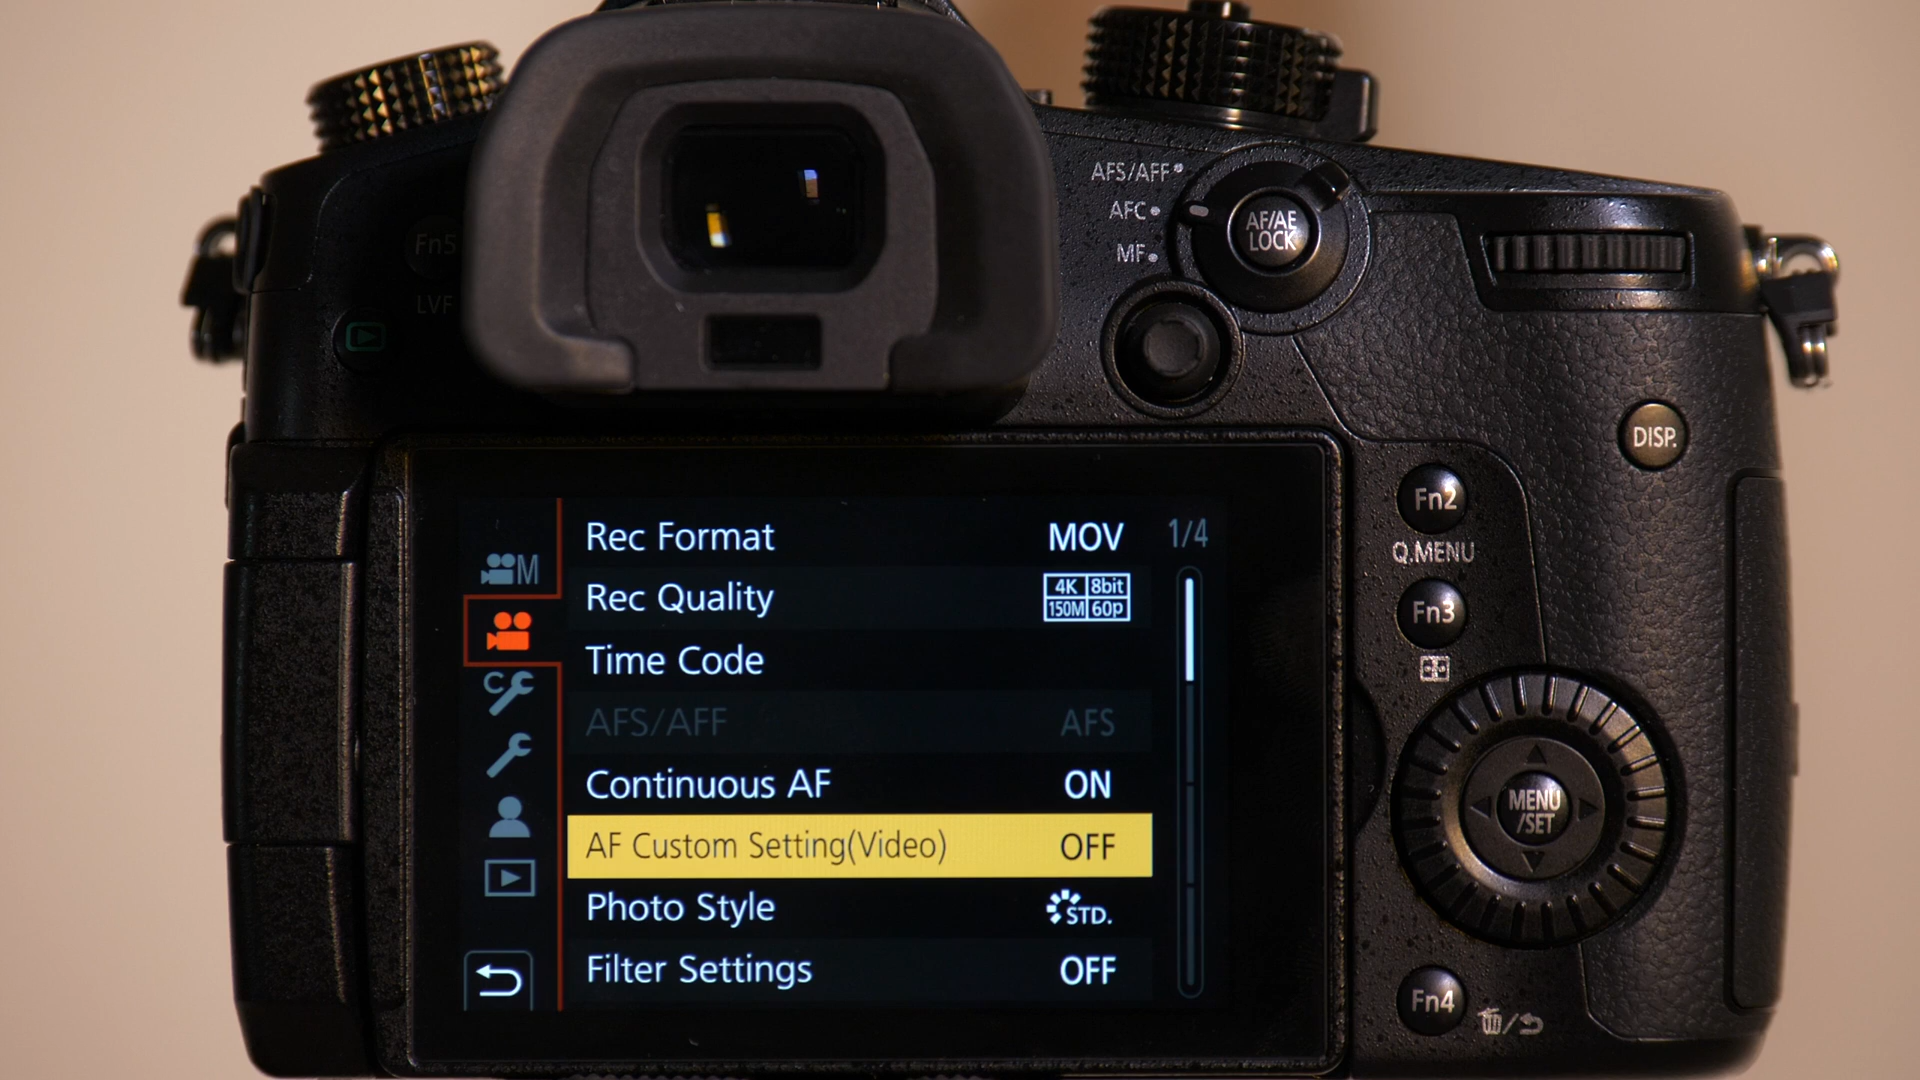 AFS/AFF
AFC
MF
AF/AE
LOCK
Fn5
LVF
DISP.
Fn2
Q.MENU
Fn3
MENU
/SET
Fn4
1/4
M
C
Rec Format MOV
Rec Quality 4K 8bit
150M 60p
Time Code
AFS/AFF AFS
Continuous AF ON
AF Custom Setting(Video) OFF
Photo Style STD.
Filter Settings OFF